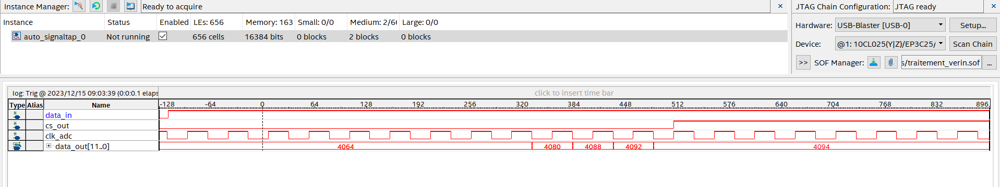 Instance Manager: Ready to acquire × JTAG Chain Configuration: JTAG ready ×
Instance Status Enabled LEs: 656 Memory: 163 Small: 0/0 Medium: 2/6 Large: 0/0
Hardware: USB-Blaster [USB-0] Setup...
auto_signaltap_0 Not running 656 cells 16384 bits 0 blocks 2 blocks 0 blocks
Device: @1: 10CL025(Y|Z)/EP3C25/ Scan Chain
>> SOF Manager: s/traitement_verin.sof ...
log: Trig @ 2023/12/15 09:03:39 (0:0:0.1 elaps click to insert time bar
Type Alias Name -128 -64 0 64 128 192 256 320 384 448 512 576 640 704 768 832 896
data_in
cs_out
clk_adc
data_out[11..0] 4064 4080 4088 4092 4094